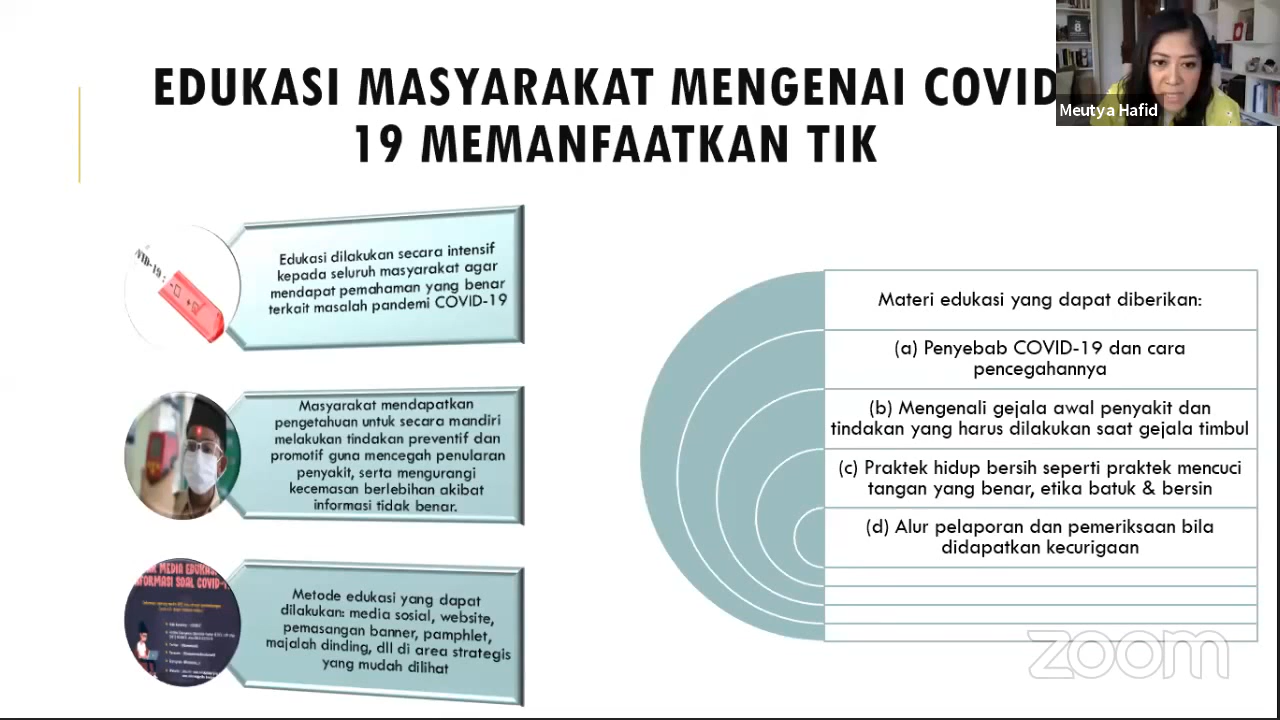 EDUKASI MASYARAKAT MENGENAI COVID
19 MEMANFAATKAN TIK
Meutya Hafid
Edukasi dilakukan secara intensif
kepada seluruh masyarakat agar
mendapat pemahaman yang benar
terkait masalah pandemi COVID-19
Masyarakat mendapatkan
pengetahuan untuk secara mandiri
melakukan tindakan preventif dan
promotif guna mencegah penularan
penyakit, serta mengurangi
kecemasan berlebihan akibat
informasi tidak benar.
MEDIA EDUKASI
SOAL COVID-1
Metode edukasi yang dapat
dilakukan: media sosial, website,
pemasangan banner, pamphlet,
majalah dinding, dll di area strategis
yang mudah dilihat
Materi edukasi yang dapat diberikan:
(a) Penyebab COVID-19 dan cara
pencegahannya
(b) Mengenali gejala awal penyakit dan
tindakan yang harus dilakukan saat gejala timbul
(c) Praktek hidup bersih seperti praktek mencuci
tangan yang benar, etika batuk & bersin
(d) Alur pelaporan dan pemeriksaan bila
didapatkan kecurigaan
zoom